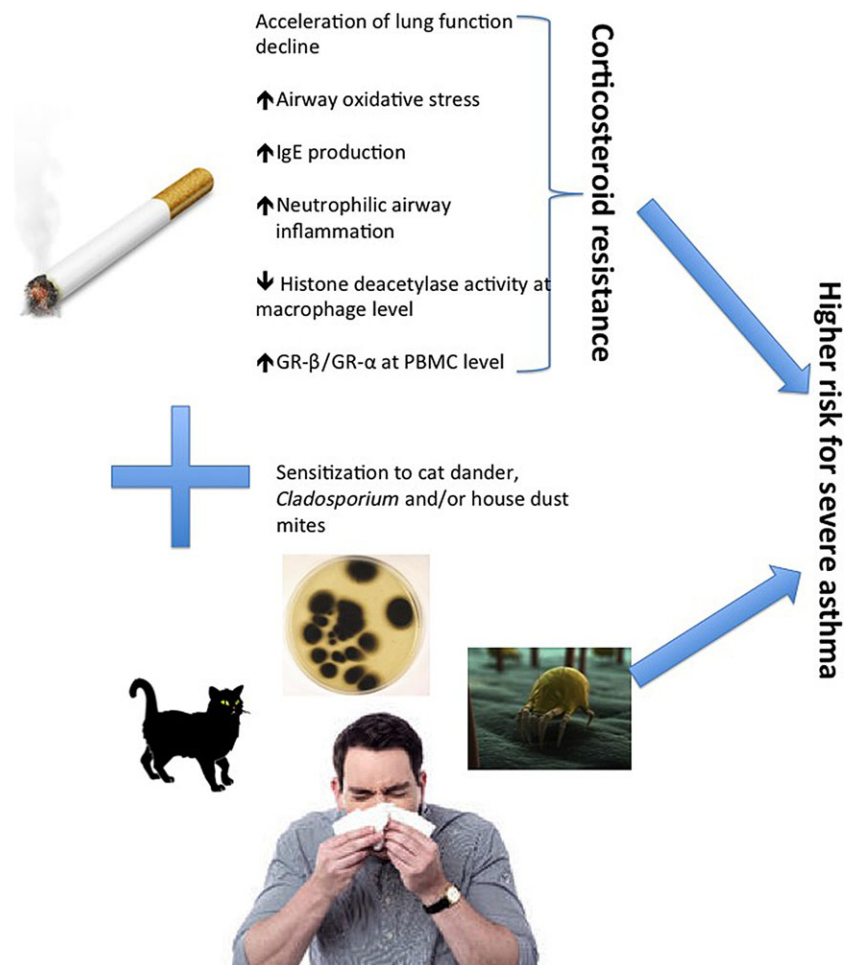 Acceleration of lung function
decline
↑Airway oxidative stress
↑IgE production
↑Neutrophilic airway
inflammation
↓ Histone deacetylase activity at
macrophage level
↑GR-β/GR-α at PBMC level
Corticosteroid resistance
Higher risk for severe asthma
Sensitization to cat dander,
Cladosporium and/or house dust
mites